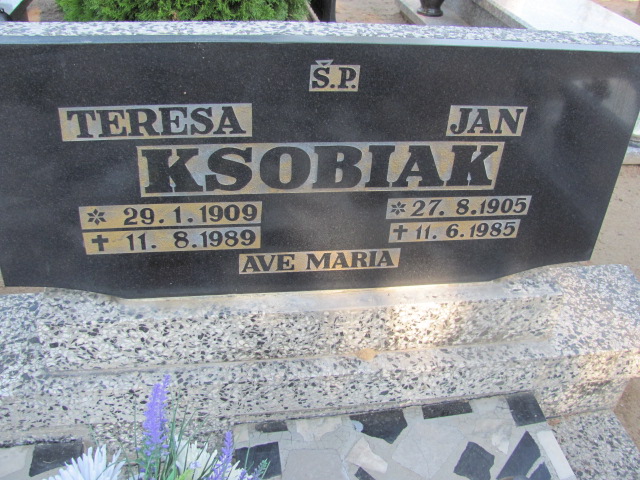 Š.P.
TERESA JAN
KSOBIAK
* 29.1.1909 * 27.8.1905
+ 11.8.1989 + 11.6.1985
AVE MARIA